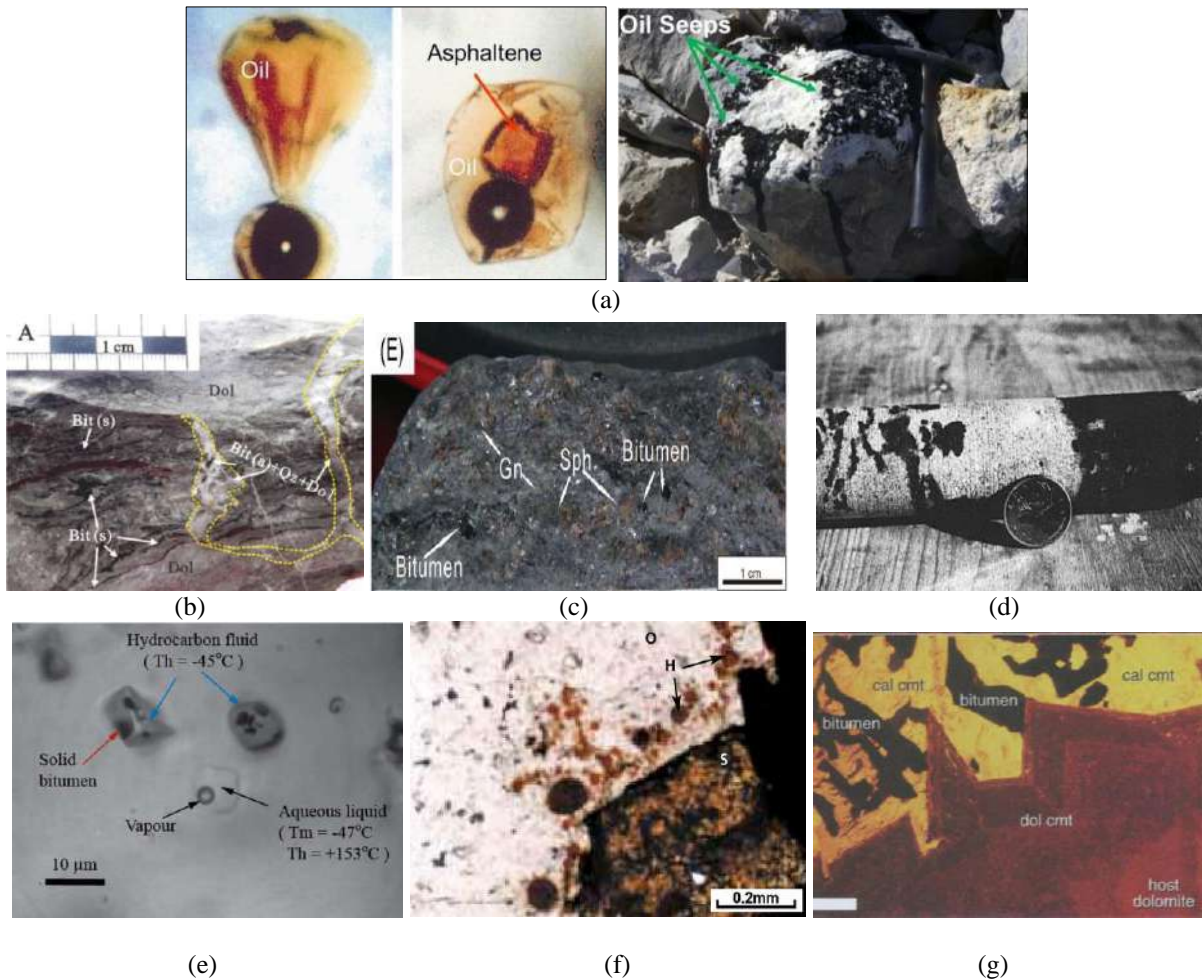 Oil
Asphaltene
Oil
Oil Seeps
(a)
A
1 cm
Dol
Bit (s)
Bit(a)+Qz+Dol
Bit(s)
Dol
(b)
(E)
Gn
Sph
Bitumen
Bitumen
1 cm
(c)
(d)
Hydrocarbon fluid
( Th = -45°C )
Solid
bitumen
Vapour
Aqueous liquid
( Tm = -47°C
Th = +153°C )
10 µm
(e)
O
H
S
0.2mm
(f)
cal cmt
cal cmt
bitumen
bitumen
dol cmt
host
dolomite
(g)